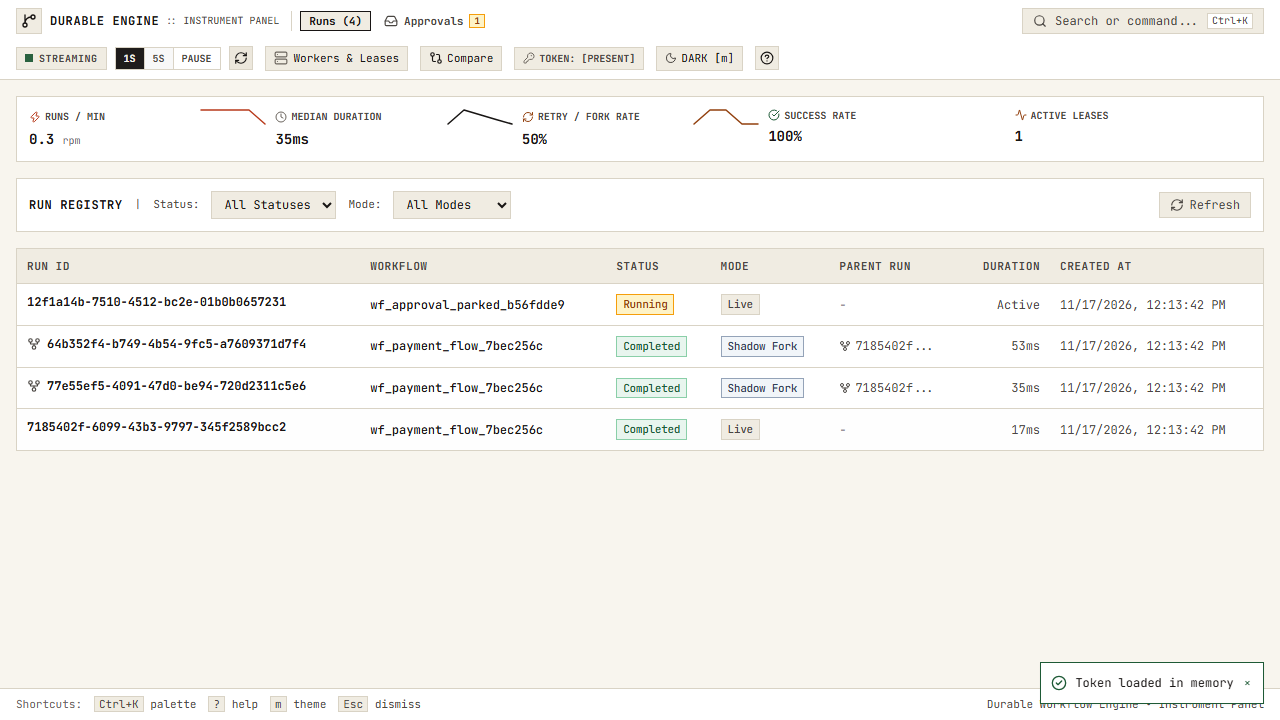 DURABLE ENGINE :: INSTRUMENT PANEL Runs (4) Approvals 1 Search or command... Ctrl+K
STREAMING 1S 5S PAUSE Workers & Leases Compare TOKEN: [PRESENT] DARK [m]
RUNS / MIN MEDIAN DURATION RETRY / FORK RATE SUCCESS RATE ACTIVE LEASES
0.3 rpm 35ms 50% 100% 1
RUN REGISTRY | Status: All Statuses Mode: All Modes Refresh
RUN ID WORKFLOW STATUS MODE PARENT RUN DURATION CREATED AT
12f1a14b-7510-4512-bc2e-01b0b0657231 wf_approval_parked_b56fdde9 Running Live - Active 11/17/2026, 12:13:42 PM
64b352f4-b749-4b54-9fc5-a7609371d7f4 wf_payment_flow_7bec256c Completed Shadow Fork 7185402f... 53ms 11/17/2026, 12:13:42 PM
77e55ef5-4091-47d0-be94-720d2311c5e6 wf_payment_flow_7bec256c Completed Shadow Fork 7185402f... 35ms 11/17/2026, 12:13:42 PM
7185402f-6099-43b3-9797-345f2589bcc2 wf_payment_flow_7bec256c Completed Live - 17ms 11/17/2026, 12:13:42 PM
Token loaded in memory ×
Shortcuts: Ctrl+K palette ? help m theme Esc dismiss Durable Workflow Engine • Instrument Panel